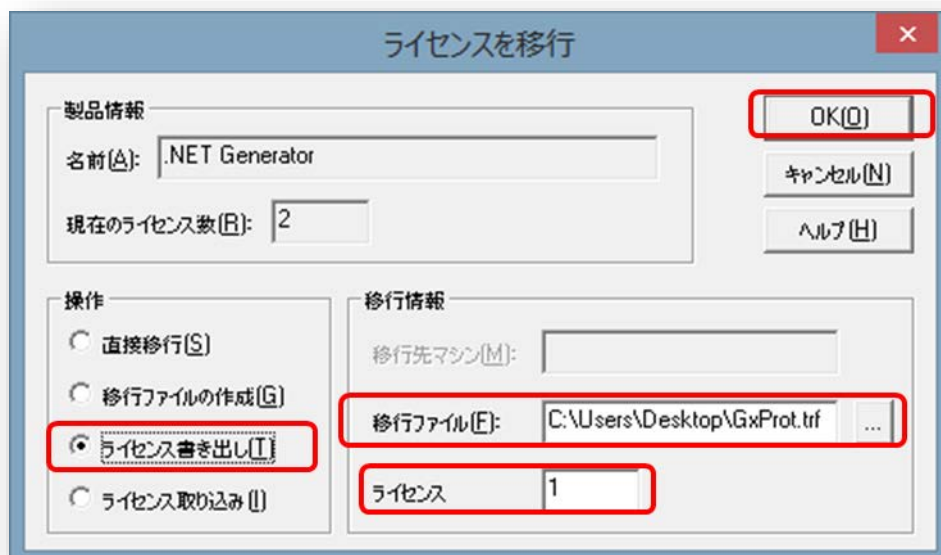 ライセンスを移行
製品情報
名前(A): .NET Generator
現在のライセンス数(R): 2
OK(O)
キャンセル(N)
ヘルプ(H)
操作
直接移行(S)
移行ファイルの作成(G)
ライセンス書き出し(T)
ライセンス取り込み(I)
移行情報
移行先マシン(M):
移行ファイル(F): C:\Users\Desktop\GxProt.trf ...
ライセンス 1